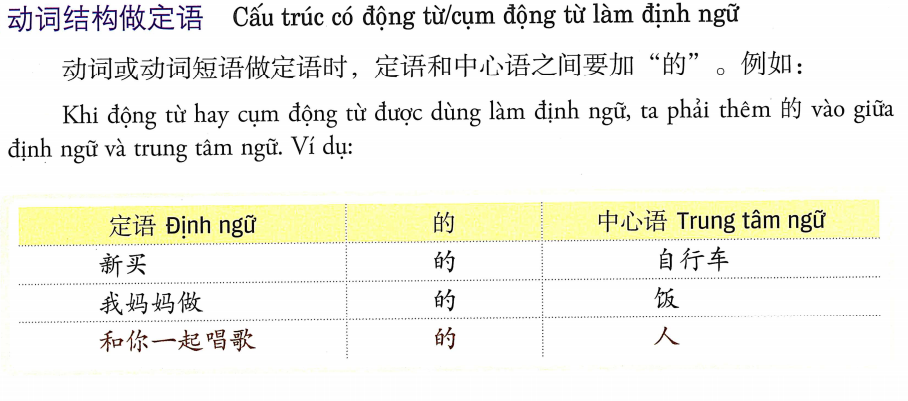 动词结构做定语 Cấu trúc có động từ/cụm động từ làm định ngữ
动词或动词短语做定语时，定语和中心语之间要加“的”。例如：
Khi động từ hay cụm động từ được dùng làm định ngữ, ta phải thêm 的 vào giữa
định ngữ và trung tâm ngữ. Ví dụ:
定语 Định ngữ 的 中心语 Trung tâm ngữ
新买 的 自行车
我妈妈做 的 饭
和你一起唱歌 的 人